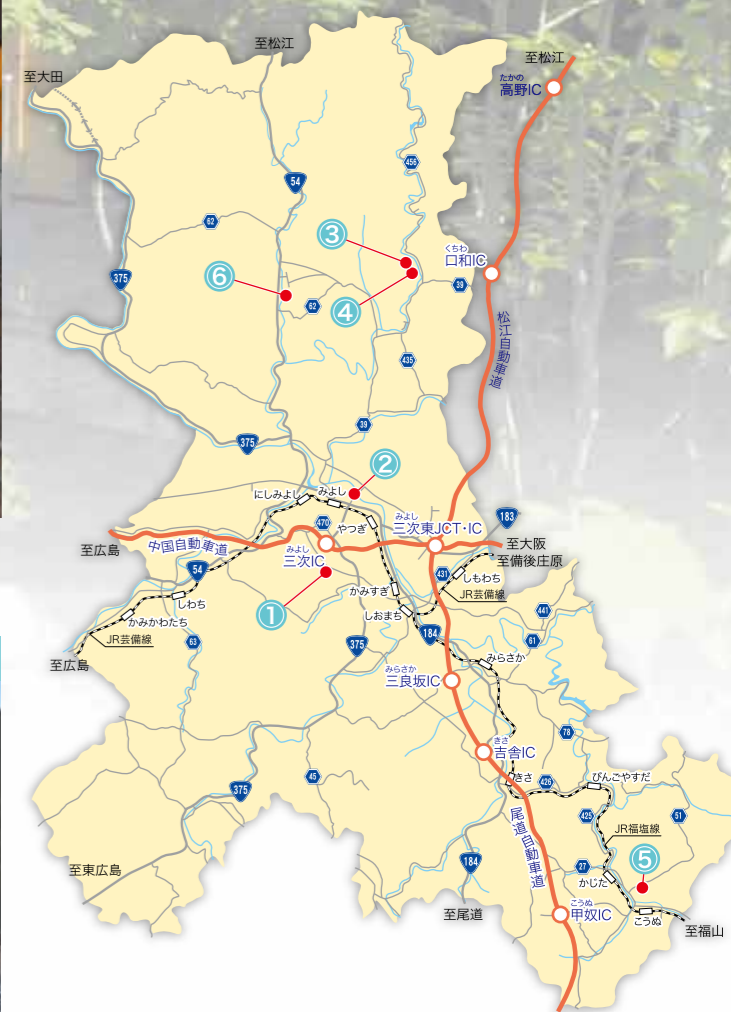 至松江
至大田
至松江
たかの
高野IC
456
54
62
③
くちわ
口和IC
375
⑥
39
④
62
松江自動車道
435
39
375
②
にしみよし
みよし
183
470
やつぎ
みよし
三次東JCT・IC
至広島
中国自動車道
みよし
三次IC
至大阪
至備後庄原
54
431
しもわち
かみすぎ
JR芸備線
しわち
①
しおまち
441
かみかわたち
184
61
JR芸備線
63
375
みらさか
至広島
みらさか
三良坂IC
78
きさ
吉舎IC
45
きさ
426
びんごやすだ
375
尾道自動車道
425
51
JR福塩線
184
27
⑤
至東広島
かじた
こうぬ
甲奴IC
至尾道
こうぬ
至福山